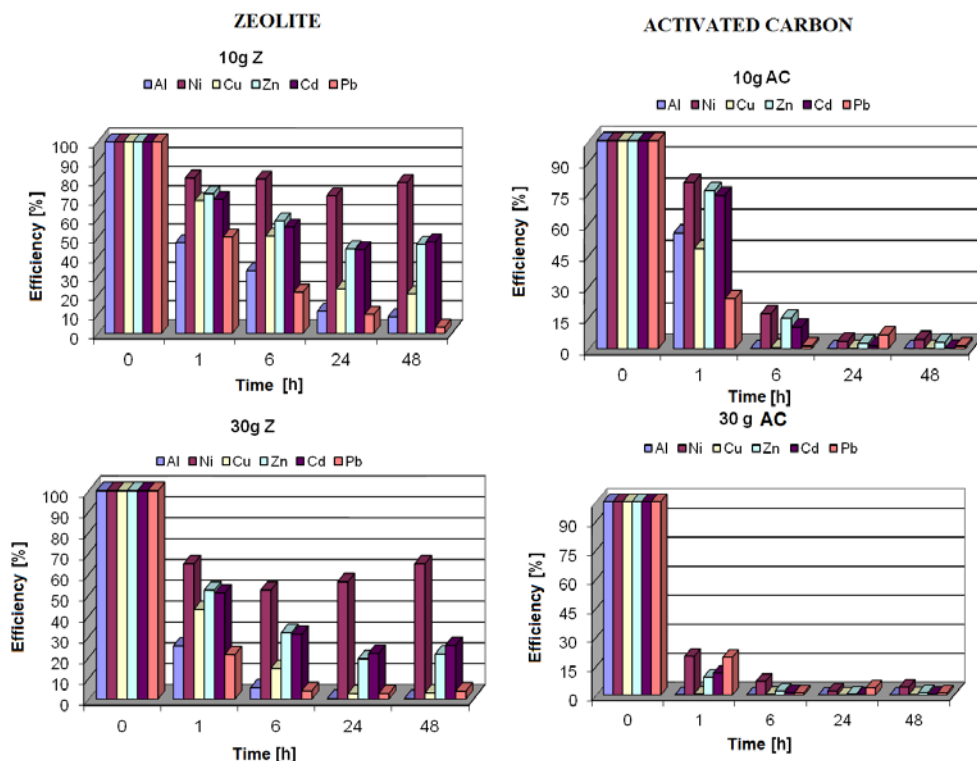 ZEOLITE
10g Z
Al Ni Cu Zn Cd Pb
Efficiency [%]
100
90
80
70
60
50
40
30
20
10
0
0 1 6 24 48
Time [h]
30g Z
Al Ni Cu Zn Cd Pb
Efficiency [%]
100
90
80
70
60
50
40
30
20
10
0
0 1 6 24 48
Time [h]
ACTIVATED CARBON
10g AC
Al Ni Cu Zn Cd Pb
Efficiency [%]
90
75
60
45
30
15
0
0 1 6 24 48
Time [h]
30 g AC
Al Ni Cu Zn Cd Pb
Efficiency [%]
90
75
60
45
30
15
0
0 1 6 24 48
Time [h]